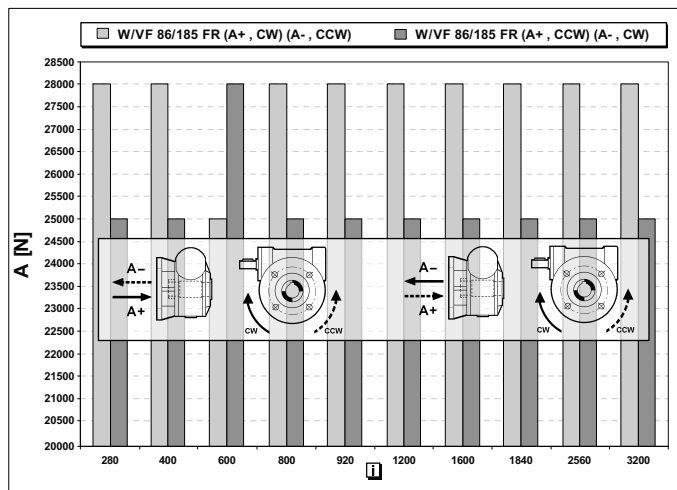 W/VF 86/185 FR (A+ , CW) (A- , CCW) W/VF 86/185 FR (A+ , CCW) (A- , CW)
28500
28000
27500
27000
26500
26000
25500
25000
24500
24000
23500
23000
22500
22000
21500
21000
20500
20000
A [N]
A−
A+
CW
CCW
A−
A+
CW
CCW
280 400 600 800 920 1200 1600 1840 2560 3200
i